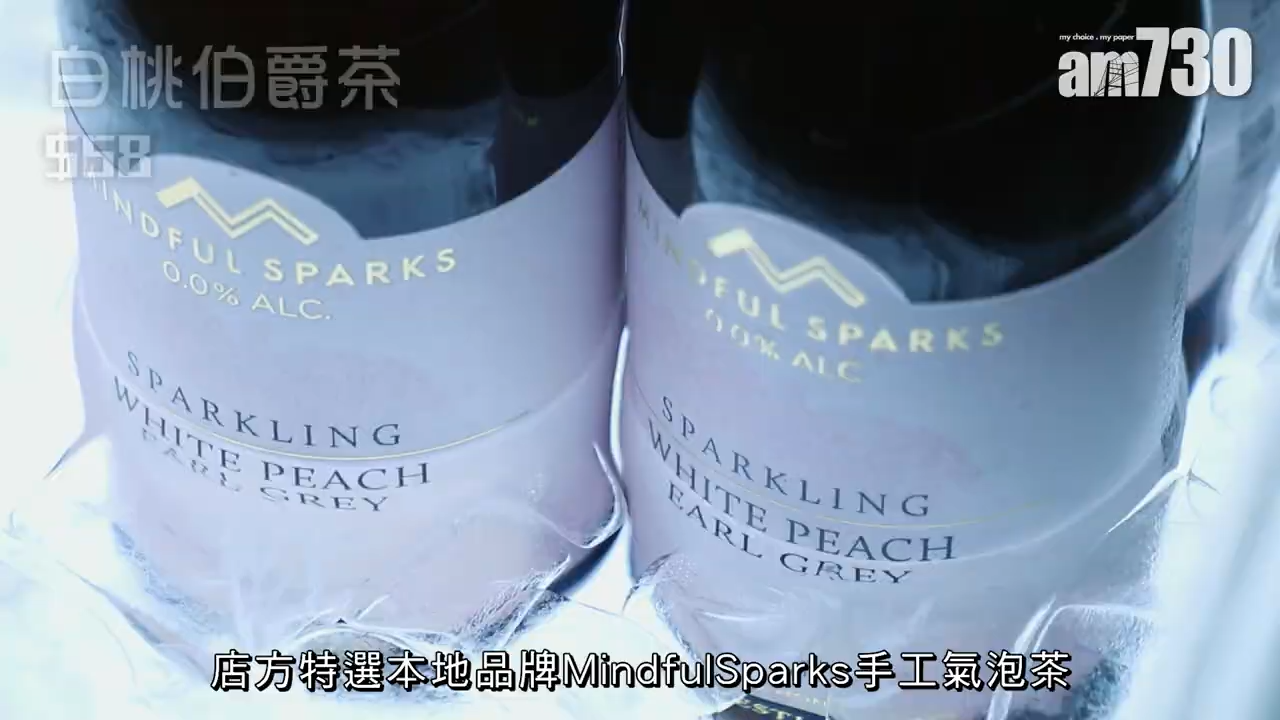 白桃伯爵茶
$68
my choice . my paper
am730
MINDFUL SPARKS
0.0% ALC.
SPARKLING
WHITE PEACH
EARL GREY
MINDFUL SPARKS
0.0% ALC
SPARKLING
WHITE PEACH
EARL GREY
店方特選本地品牌MindfulSparks手工氣泡茶